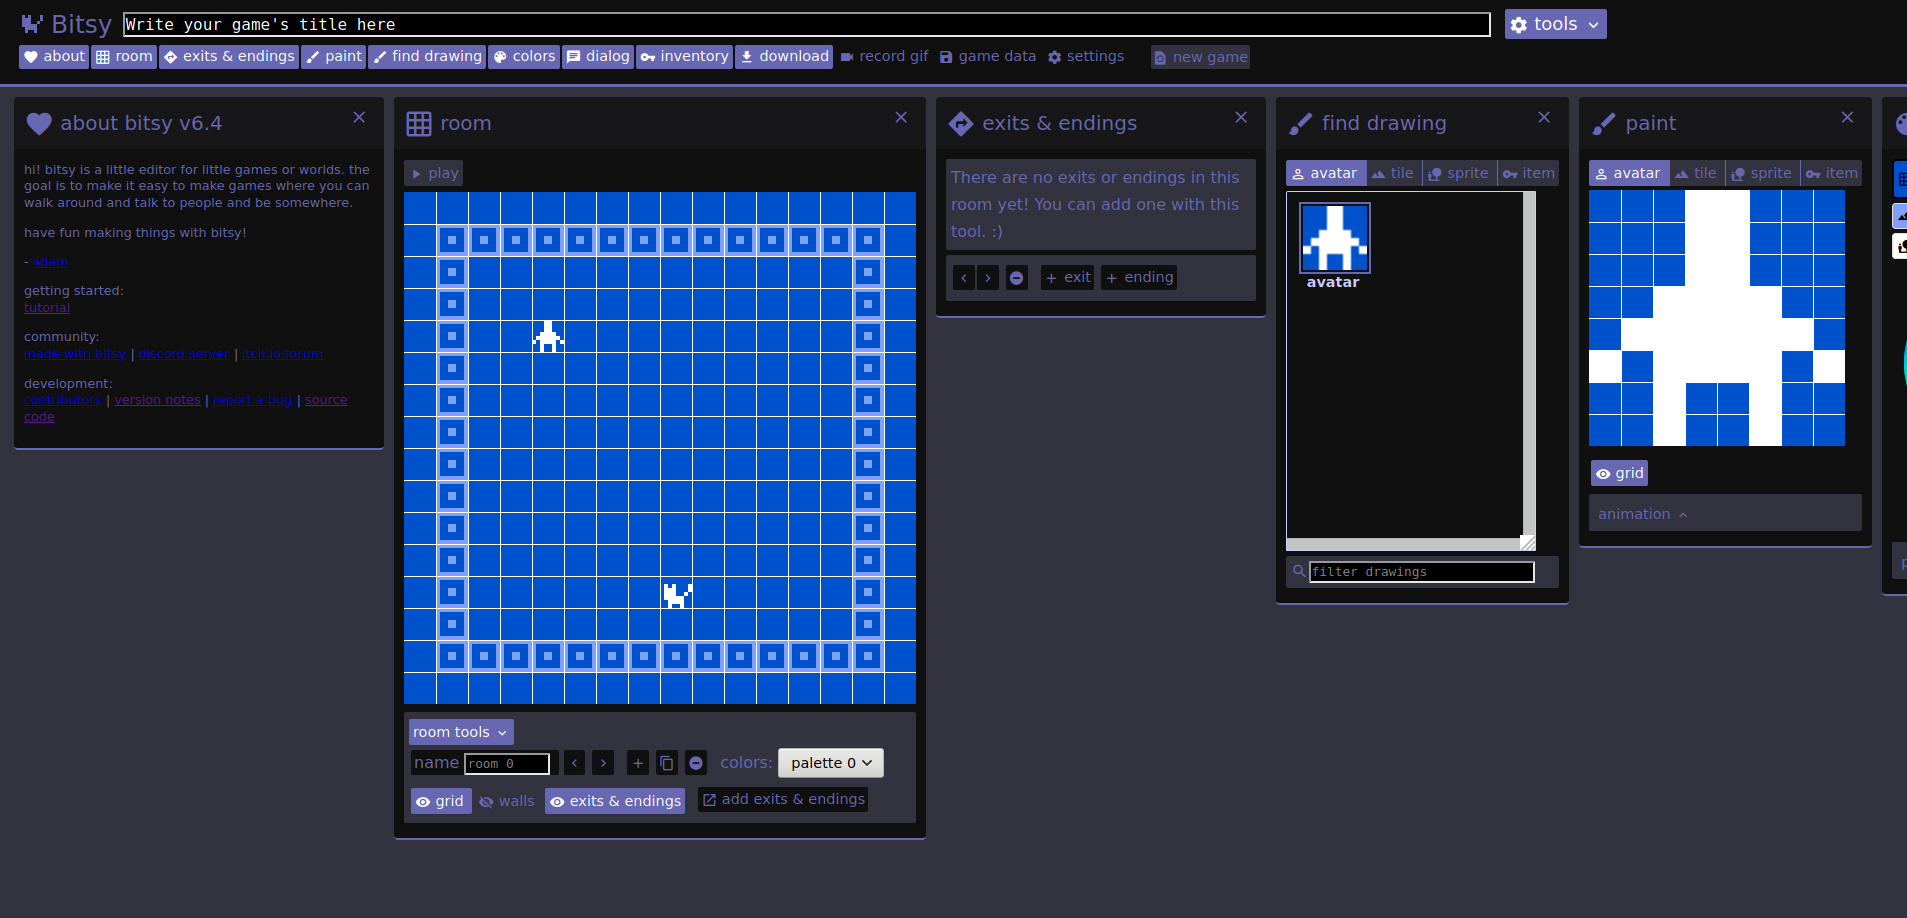 Bitsy
Write your game's title here
tools
about room exits & endings paint find drawing colors dialog inventory download record gif game data settings new game
about bitsy v6.4
hi! bitsy is a little editor for little games or worlds. the
goal is to make it easy to make games where you can
walk around and talk to people and be somewhere.
have fun making things with bitsy!
- adam
getting started:
tutorial
community:
made with bitsy | discord server | itch.io forum
development:
contributors | version notes | report a bug | source
code
room
play
room tools
name room 0 < > + colors: palette 0
grid walls exits & endings add exits & endings
exits & endings
There are no exits or endings in this
room yet! You can add one with this
tool. :)
< > + exit + ending
find drawing
avatar tile sprite item
avatar
filter drawings
paint
avatar tile sprite item
grid
animation